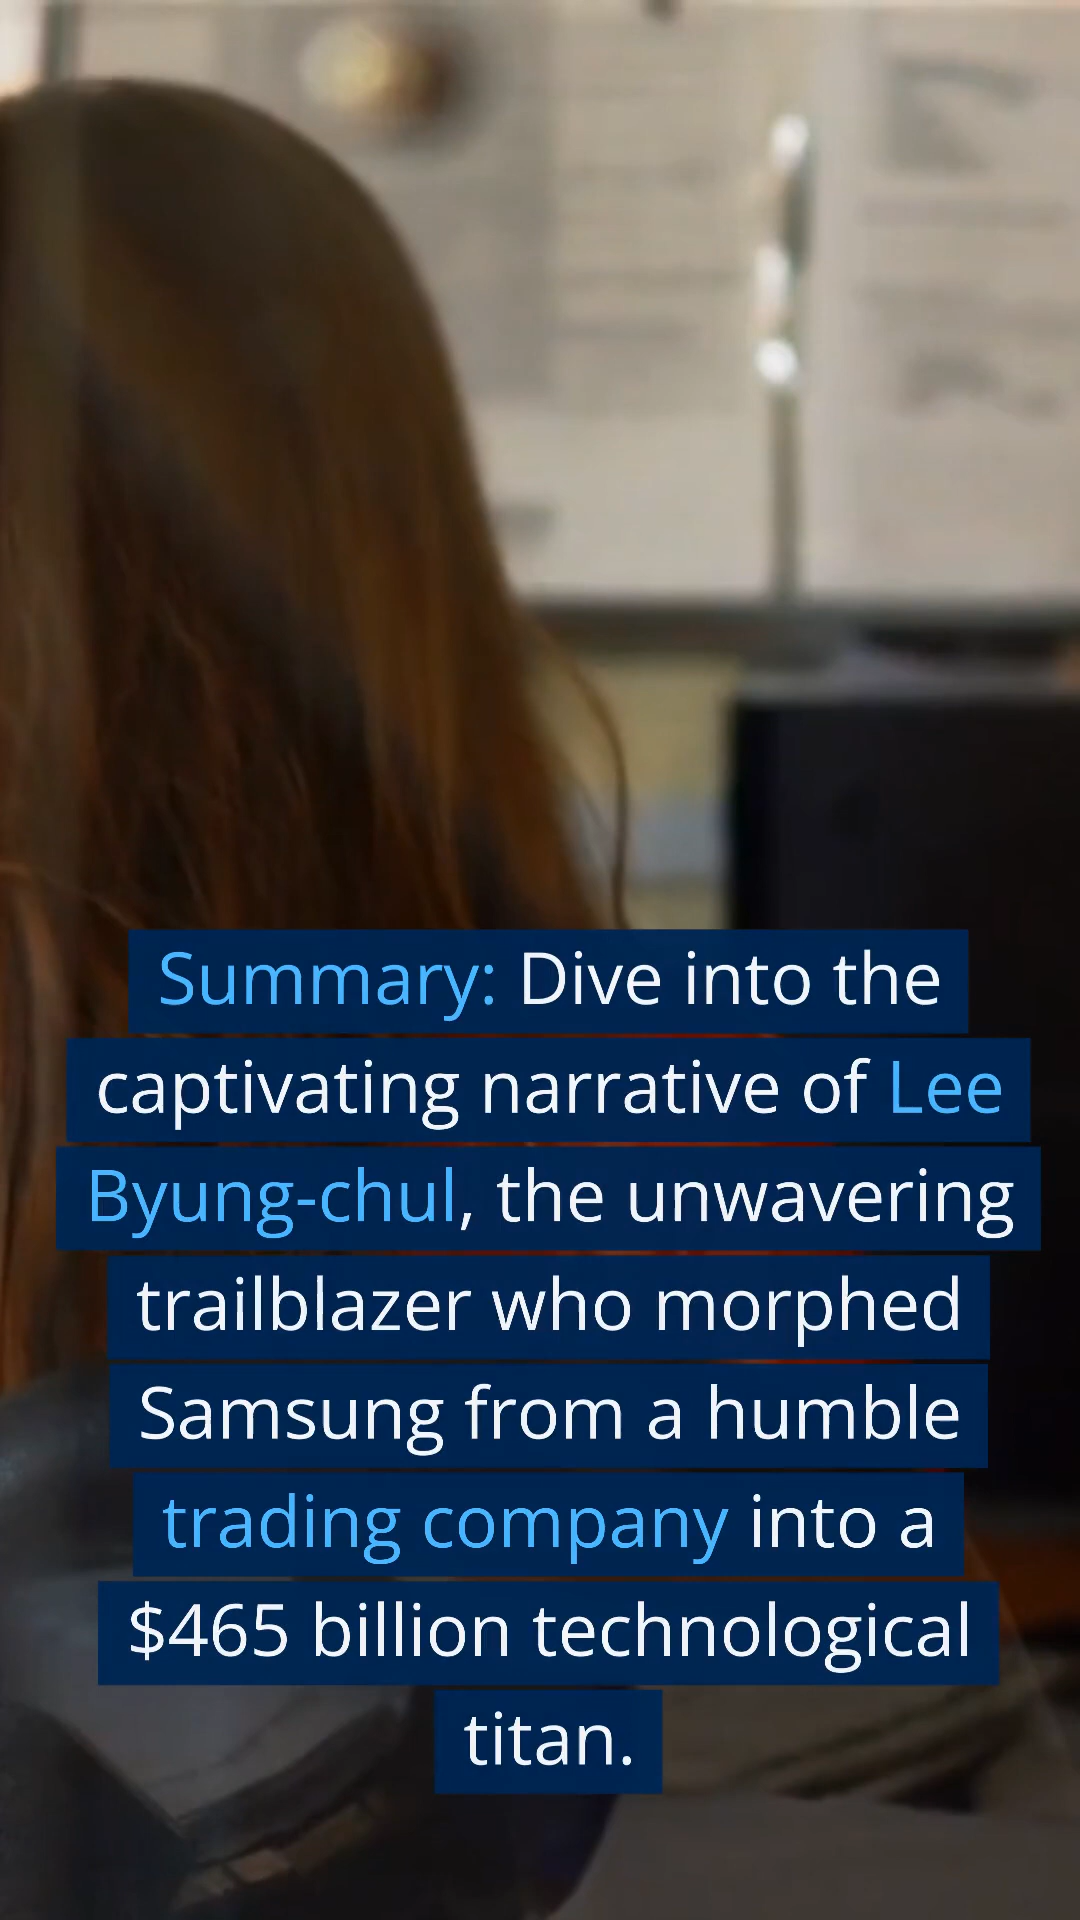 Summary: Dive into the
captivating narrative of Lee
Byung-chul, the unwavering
trailblazer who morphed
Samsung from a humble
trading company into a
$465 billion technological
titan.